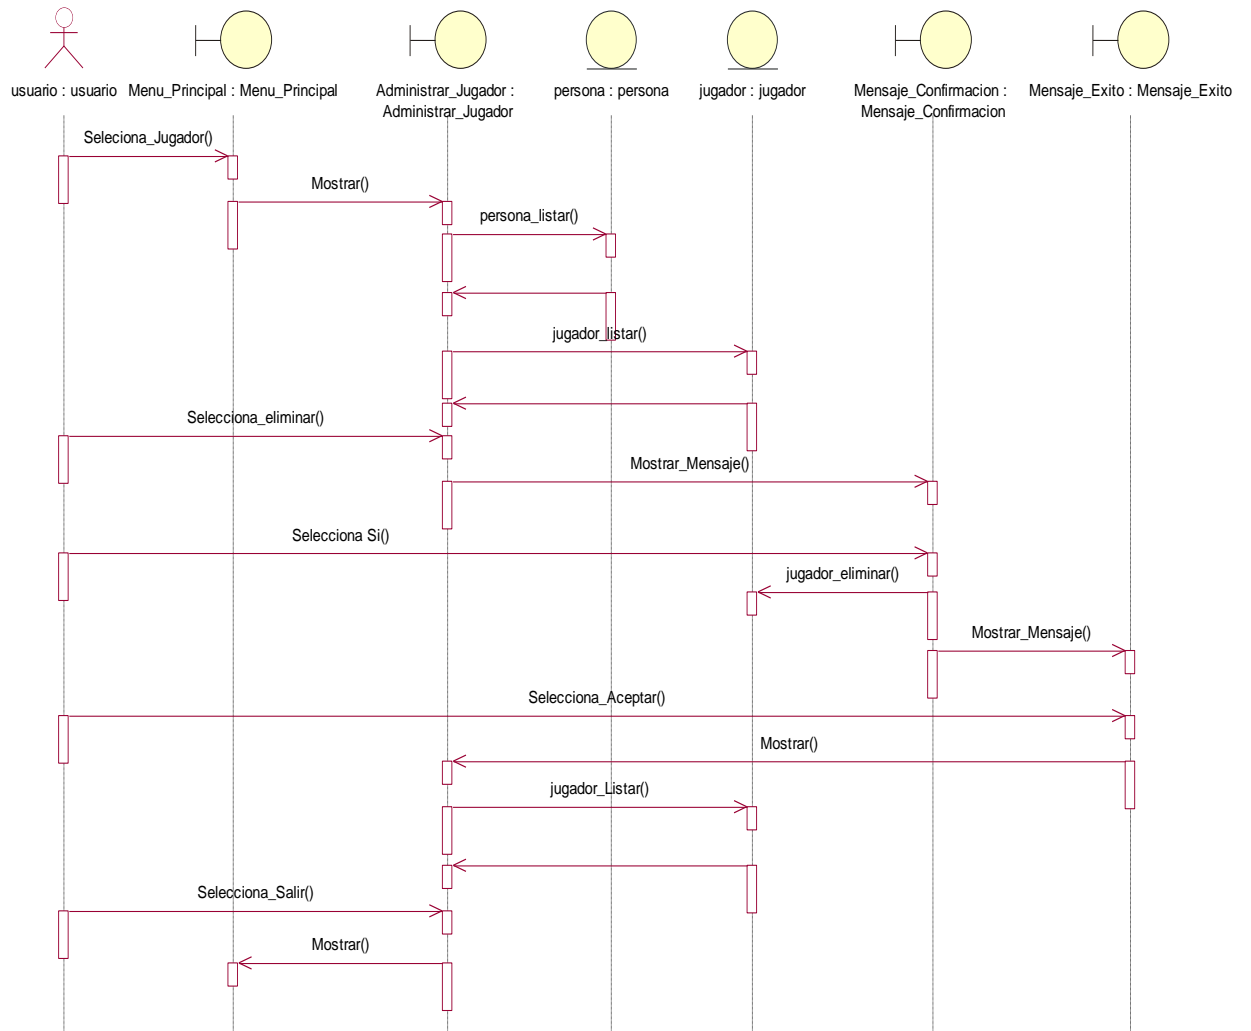 usuario : usuario
Menu_Principal : Menu_Principal
Administrar_Jugador :
Administrar_Jugador
persona : persona
jugador : jugador
Mensaje_Confirmacion :
Mensaje_Confirmacion
Mensaje_Exito : Mensaje_Exito
Seleciona_Jugador()
Mostrar()
persona_listar()
jugador_listar()
Selecciona_eliminar()
Mostrar_Mensaje()
Selecciona Si()
jugador_eliminar()
Mostrar_Mensaje()
Selecciona_Aceptar()
Mostrar()
jugador_Listar()
Selecciona_Salir()
Mostrar()